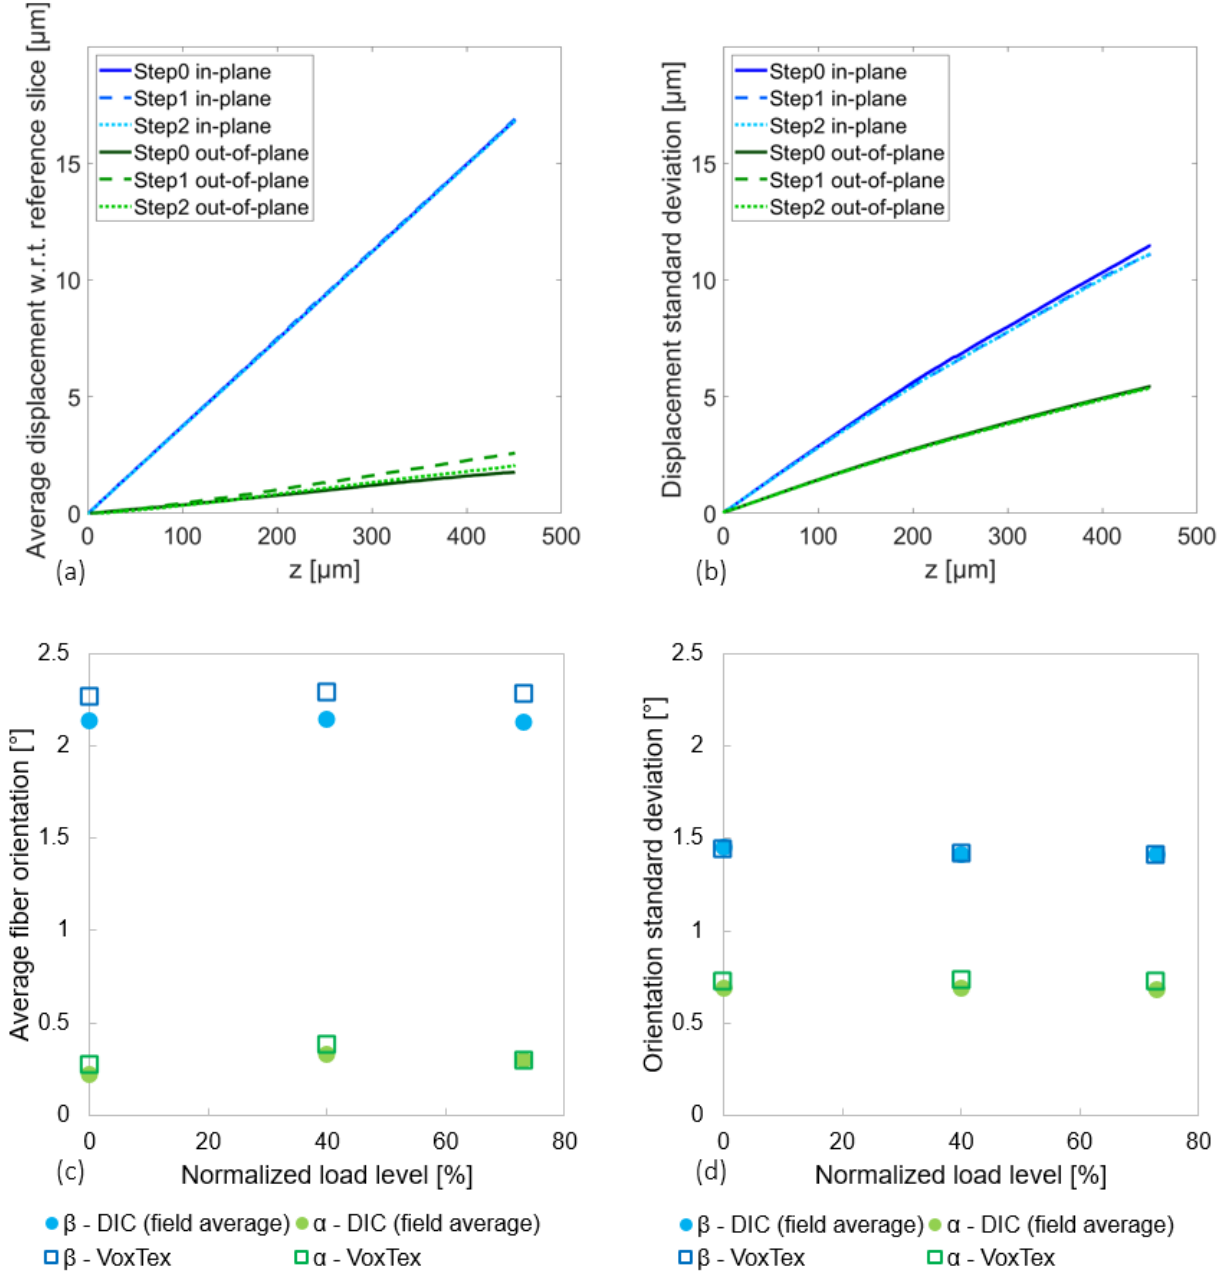 Average displacement w.r.t. reference slice [μm]
Step0 in-plane
Step1 in-plane
Step2 in-plane
Step0 out-of-plane
Step1 out-of-plane
Step2 out-of-plane
15
10
5
0
0 100 200 300 400 500
(a)
z [μm]
Displacement standard deviation [μm]
Step0 in-plane
Step1 in-plane
Step2 in-plane
Step0 out-of-plane
Step1 out-of-plane
Step2 out-of-plane
15
10
5
0
0 100 200 300 400 500
(b)
z [μm]
Average fiber orientation [°]
2.5
2
1.5
1
0.5
0
0 20 40 60 80
(c)
Normalized load level [%]
β - DIC (field average) α - DIC (field average)
β - VoxTex α - VoxTex
Orientation standard deviation [°]
2.5
2
1.5
1
0.5
0
0 20 40 60 80
(d)
Normalized load level [%]
β - DIC (field average) α - DIC (field average)
β - VoxTex α - VoxTex